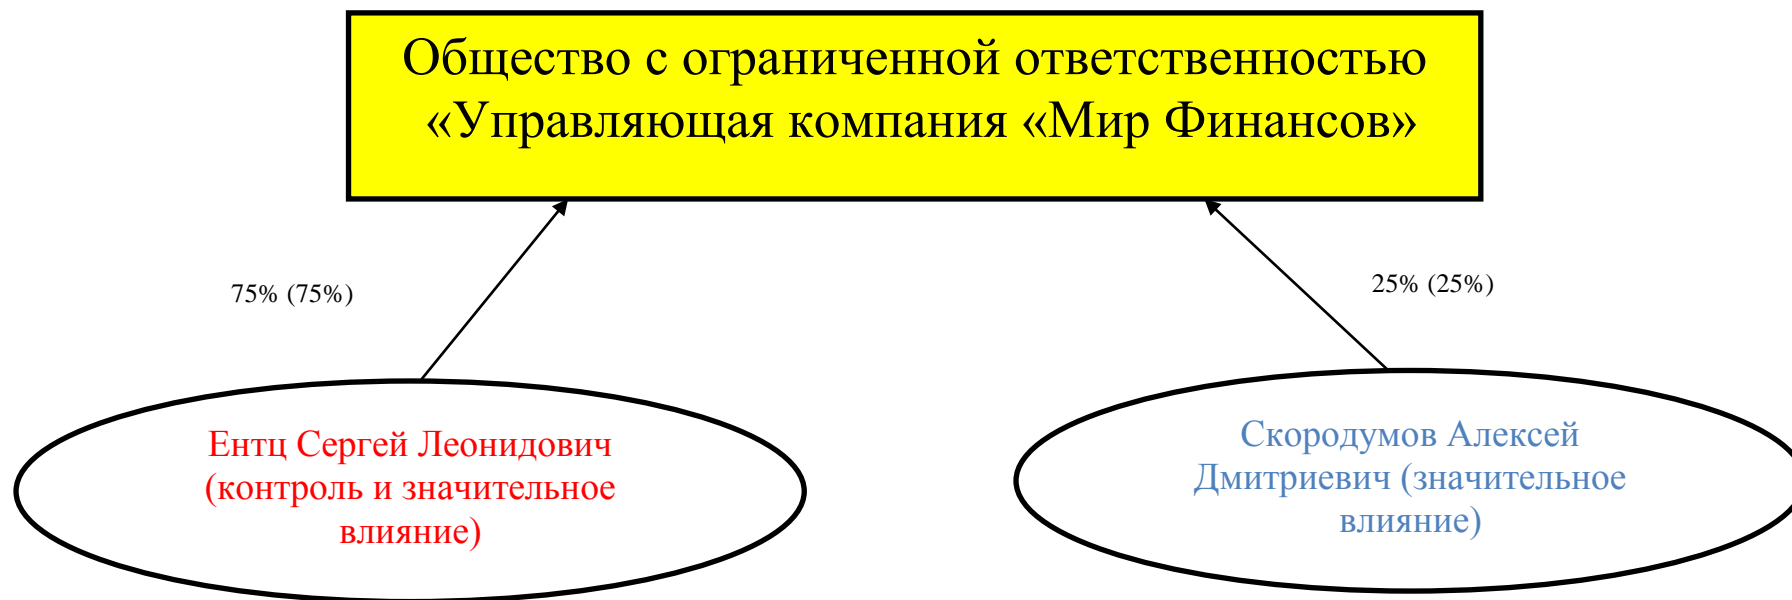 Общество с ограниченной ответственностью
«Управляющая компания «Мир Финансов»
75% (75%)
25% (25%)
Ентц Сергей Леонидович
(контроль и значительное
влияние)
Скородумов Алексей
Дмитриевич (значительное
влияние)